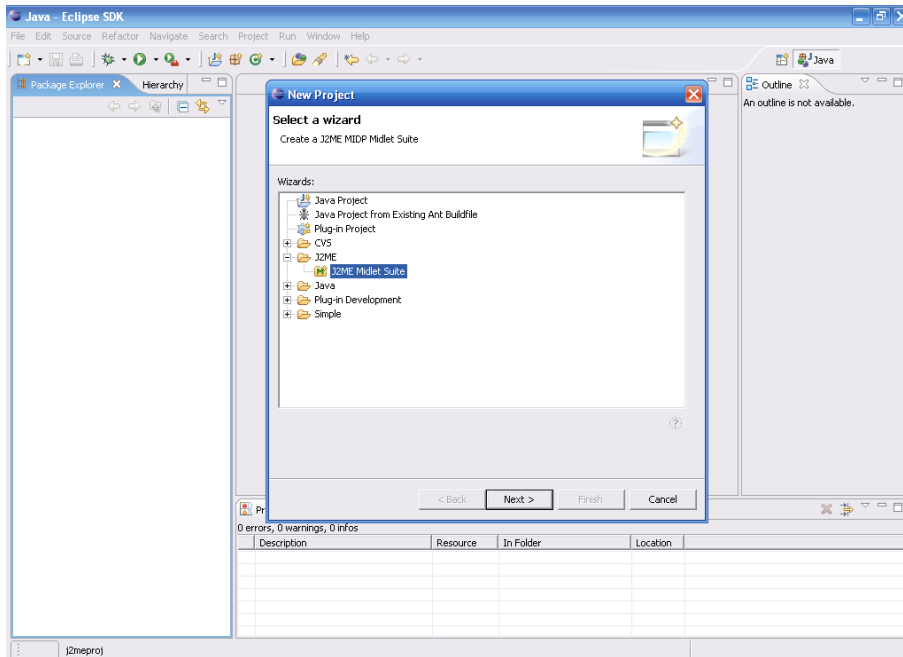 Java - Eclipse SDK
File Edit Source Refactor Navigate Search Project Run Window Help
Java
Package Explorer Hierarchy
Outline
An outline is not available.
New Project
Select a wizard
Create a J2ME MIDP Midlet Suite
Wizards:
Java Project
Java Project from Existing Ant Buildfile
Plug-in Project
CVS
J2ME
J2ME Midlet Suite
Java
Plug-in Development
Simple
< Back Next > Finish Cancel
Pr
0 errors, 0 warnings, 0 infos
Description Resource In Folder Location
j2meproj